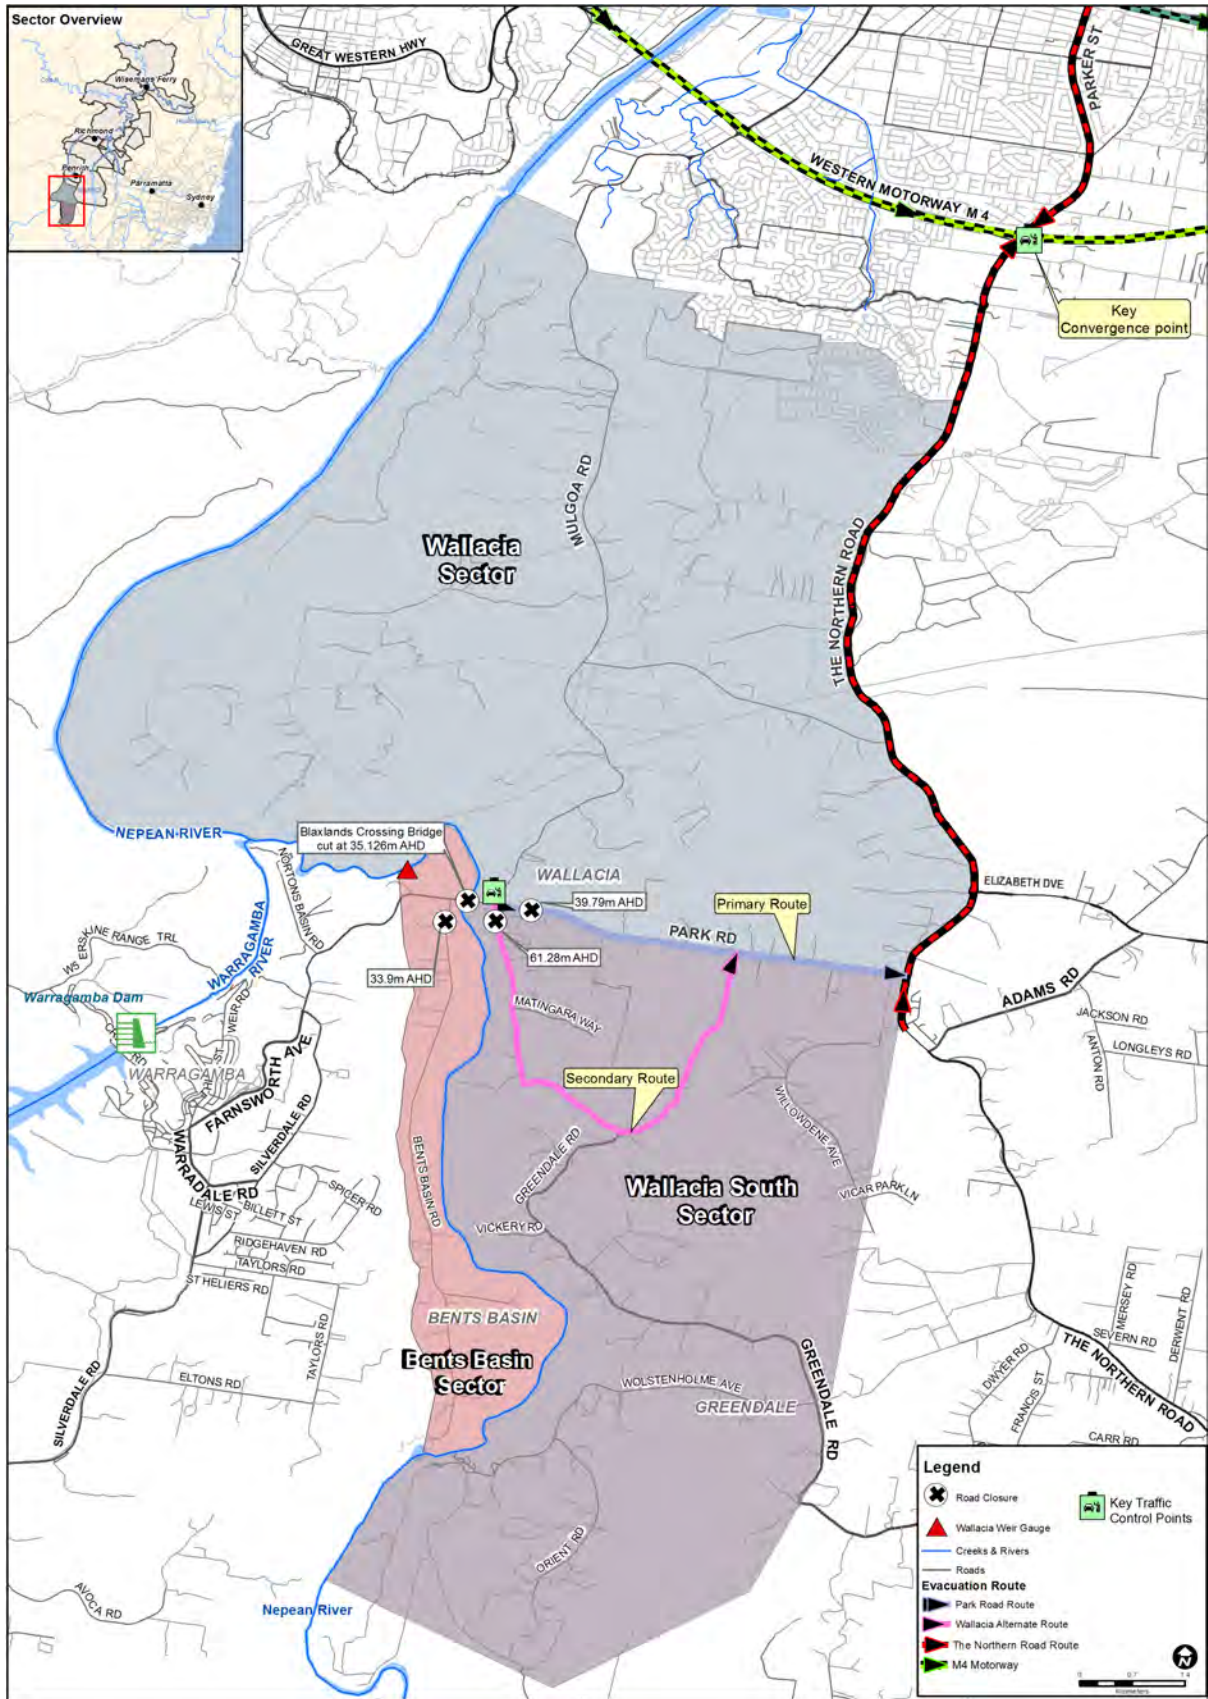 Sector Overview
Wisemans Ferry
Richmond
Penrith
Parramatta
Sydney
GREAT WESTERN HWY
PARKER ST
WESTERN MOTORWAY M4
Key
Convergence point
MULGOA RD
Wallacia
Sector
THE NORTHERN ROAD
NEPEAN RIVER
Blaxlands Crossing Bridge
cut at 35.126m AHD
NORTONS BASIN RD
WALLACIA
ELIZABETH DVE
39.79m AHD
Primary Route
PARK RD
ERSKINE RANGE TRL
WARRAGAMBA
RIVER
61.28m AHD
33.9m AHD
ADAMS RD
Warragamba Dam
WEIR RD
MATINGARA WAY
JACKSON RD
LONGLEYS RD
ANTON RD
WARRAGAMBA
FARNSWORTH AVE
Secondary Route
WILLOWDENE AVE
SILVERDALE RD
WARRADALE RD
BENTS BASIN RD
GREENDALE RD
Wallacia South
Sector
VICAR PARK LN
SPICER RD
LEWIS ST
BILLETT ST
VICKERY RD
RIDGEHAVEN RD
TAYLORS RD
ST HELIERS RD
MERSEY RD
DERWENT RD
BENTS BASIN
TAYLORS RD
SEVERN RD
THE NORTHERN ROAD
Bents Basin
Sector
DWYER RD
GREENDALE RD
ELTONS RD
WOLSTENHOLME AVE
FRANCIS ST
GREENDALE
SILVERDALE RD
CARR RD
ORIENT RD
AVOCA RD
Nepean River
Legend
Road Closure
Key Traffic
Control Points
Wallacia Weir Gauge
Creeks & Rivers
Roads
Evacuation Route
Park Road Route
Wallacia Alternate Route
The Northern Road Route
M4 Motorway
N
0 0.7 1.4
Kilometers